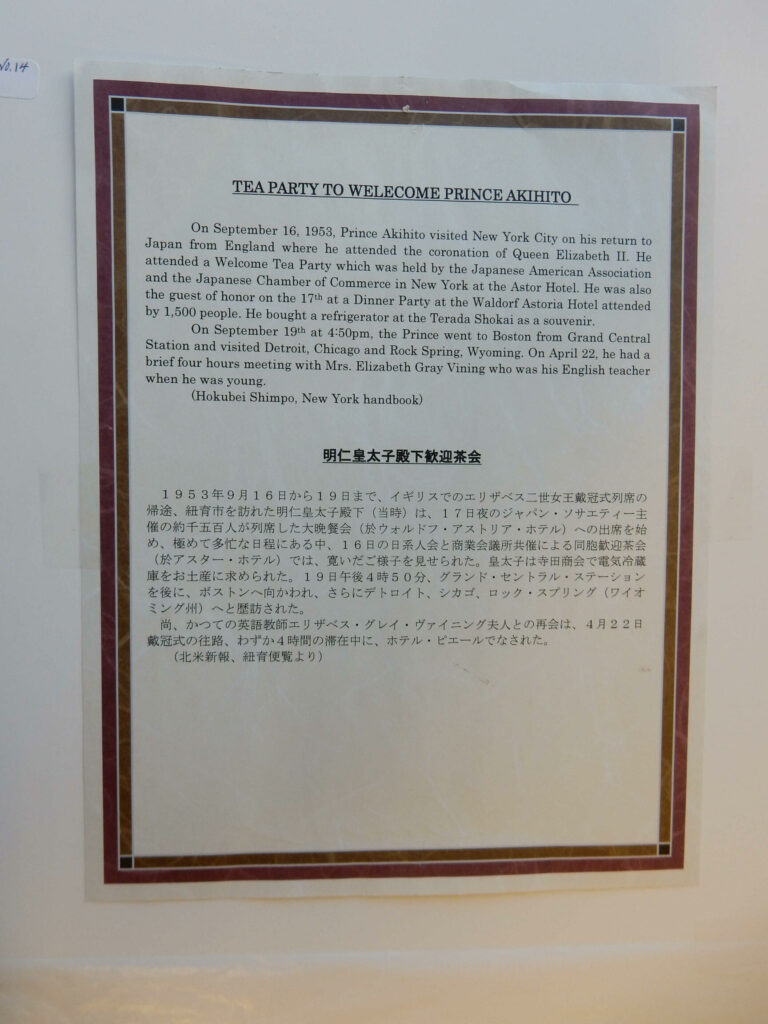 No.14
TEA PARTY TO WELECOME PRINCE AKIHITO
On September 16, 1953, Prince Akihito visited New York City on his return to
Japan from England where he attended the coronation of Queen Elizabeth II. He
attended a Welcome Tea Party which was held by the Japanese American Association
and the Japanese Chamber of Commerce in New York at the Astor Hotel. He was also
the guest of honor on the 17th at a Dinner Party at the Waldorf Astoria Hotel attended
by 1,500 people. He bought a refrigerator at the Terada Shokai as a souvenir.
On September 19th at 4:50pm, the Prince went to Boston from Grand Central
Station and visited Detroit, Chicago and Rock Spring, Wyoming. On April 22, he had a
brief four hours meeting with Mrs. Elizabeth Gray Vining who was his English teacher
when he was young.
(Hokubei Shimpo, New York handbook)
明仁皇太子殿下歓迎茶会
１９５３年９月１６日から１９日まで、イギリスでのエリザベス二世女王戴冠式列席の
帰途、紐育市を訪れた明仁皇太子殿下（当時）は、１７日夜のジャパン・ソサエティー主
催の約千五百人が列席した大晩餐会（於ウォルドフ・アストリア・ホテル）への出席を始
め、極めて多忙な日程にある中、１６日の日系人会と商業会議所共催による同胞歓迎茶会
（於アスター・ホテル）では、寛いだご様子を見せられた。皇太子は寺田商会で電気冷蔵
庫をお土産に求められた。１９日午後４時５０分、グランド・セントラル・ステーション
を後に、ボストンへ向かわれ、さらにデトロイト、シカゴ、ロック・スプリング（ワイオ
ミング州）へと歴訪された。
尚、かつての英語教師エリザベス・グレイ・ヴァイニング夫人との再会は、４月２２日
戴冠式の往路、わずか４時間の滞在中に、ホテル・ピエールでなされた。
（北米新報、紐育便覧より）